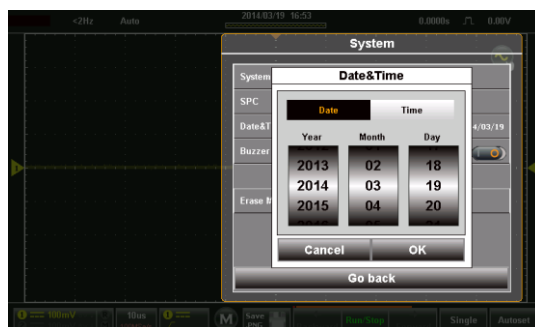 <2Hz Auto 2014/03/19 16:53 0.0000s 0.00V
System
System
Date&Time
SPC
Date Time
Date&T 4/03/19
Year Month Day
Buzzer
2013 02 18
2014 03 19
Erase M
2015 04 20
Cancel OK
Go back
100mV 10us M Save PNG Run/Stop Single Autoset